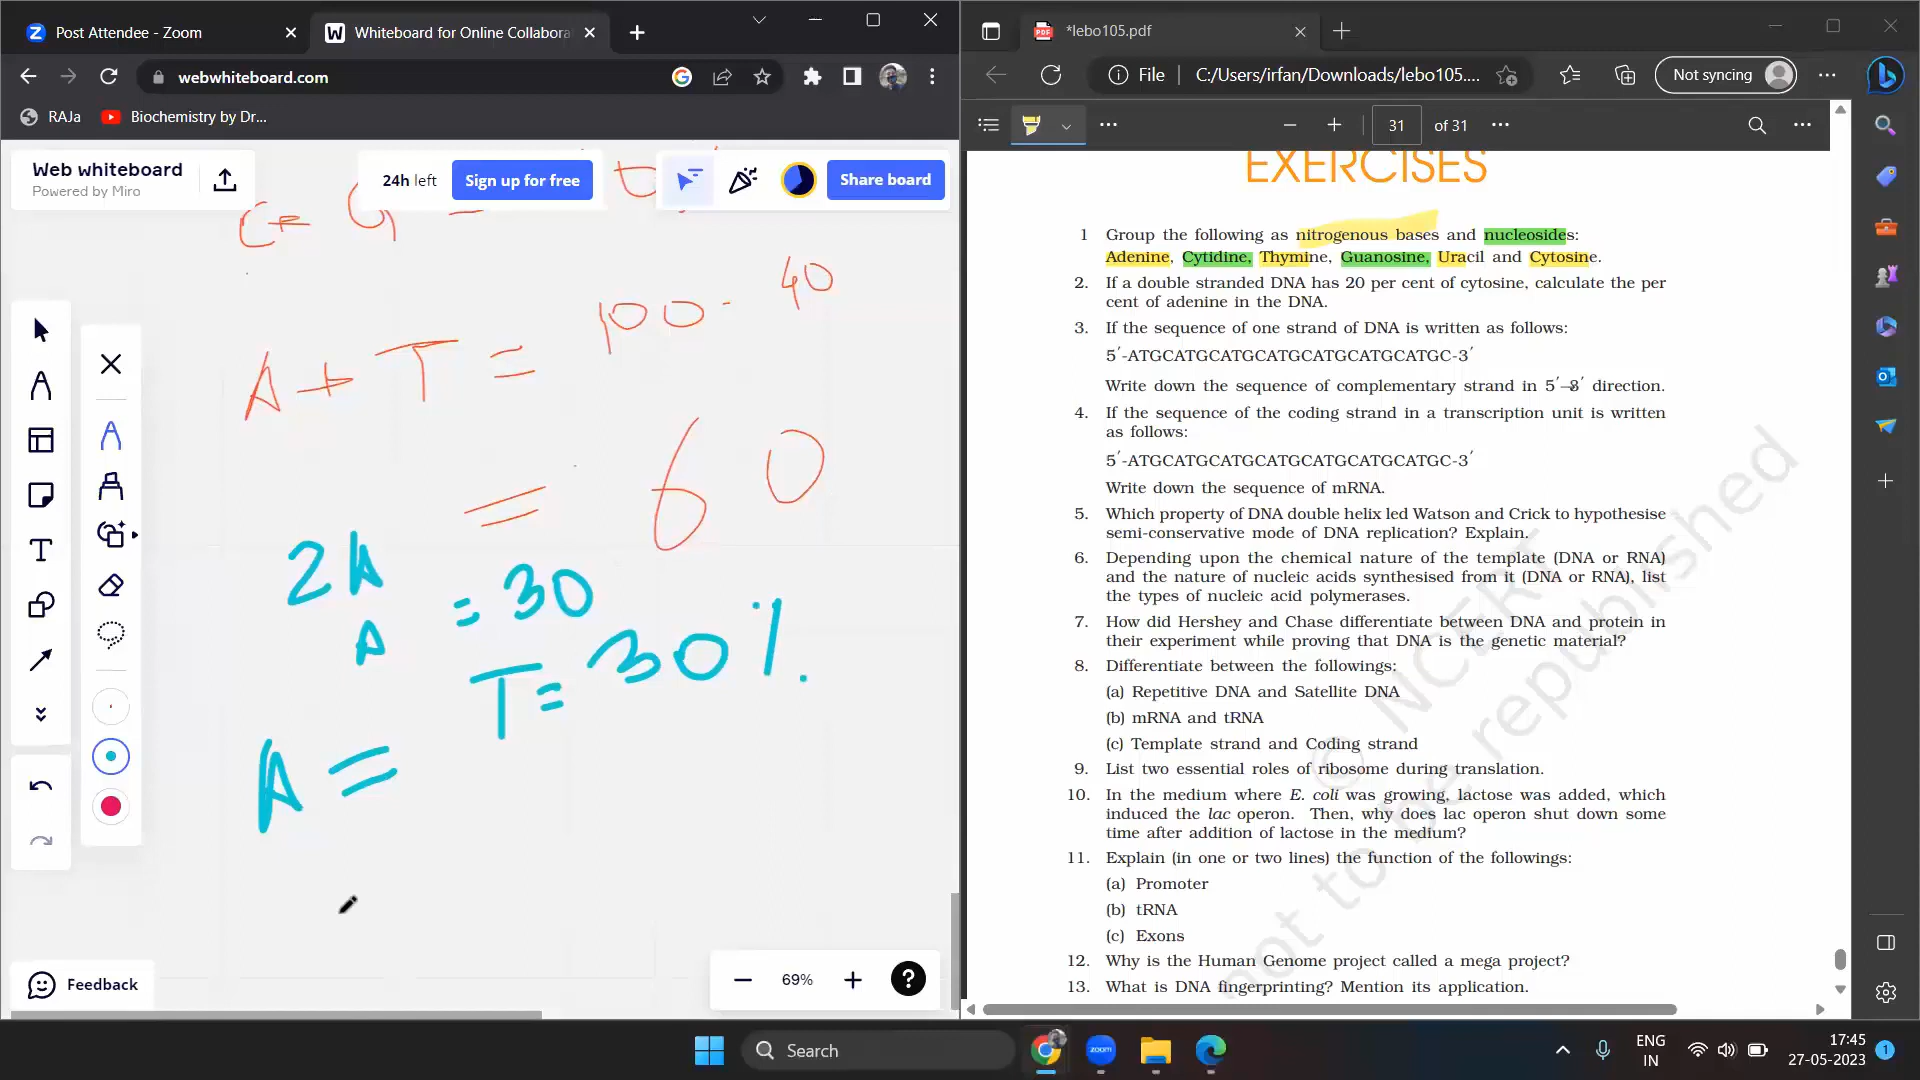 Post Attendee - Zoom
Whiteboard for Online Collabora
webwhiteboard.com
RAJa
Biochemistry by Dr...
Web whiteboard
Powered by Miro
24h left
Sign up for free
Share board
100- 40
A + T =
= 60
2A
= 30
A
T = 30%.
A =
69%
Feedback
*lebo105.pdf
File
C:/Users/irfan/Downloads/lebo105....
Not syncing
31 of 31
EXERCISES
1 Group the following as nitrogenous bases and nucleosides:
Adenine, Cytidine, Thymine, Guanosine, Uracil and Cytosine.
2. If a double stranded DNA has 20 per cent of cytosine, calculate the per
cent of adenine in the DNA.
3. If the sequence of one strand of DNA is written as follows:
5′-ATGCATGCATGCATGCATGCATGCATGC-3′
Write down the sequence of complementary strand in 5′→3′ direction.
4. If the sequence of the coding strand in a transcription unit is written
as follows:
5′-ATGCATGCATGCATGCATGCATGCATGC-3′
Write down the sequence of mRNA.
5. Which property of DNA double helix led Watson and Crick to hypothesise
semi-conservative mode of DNA replication? Explain.
6. Depending upon the chemical nature of the template (DNA or RNA)
and the nature of nucleic acids synthesised from it (DNA or RNA), list
the types of nucleic acid polymerases.
7. How did Hershey and Chase differentiate between DNA and protein in
their experiment while proving that DNA is the genetic material?
8. Differentiate between the followings:
(a) Repetitive DNA and Satellite DNA
(b) mRNA and tRNA
(c) Template strand and Coding strand
9. List two essential roles of ribosome during translation.
10. In the medium where E. coli was growing, lactose was added, which
induced the lac operon. Then, why does lac operon shut down some
time after addition of lactose in the medium?
11. Explain (in one or two lines) the function of the followings:
(a) Promoter
(b) tRNA
(c) Exons
12. Why is the Human Genome project called a mega project?
13. What is DNA fingerprinting? Mention its application.
© NCERT
not to be republished
Search
zoom
ENG
IN
17:45
27-05-2023
1